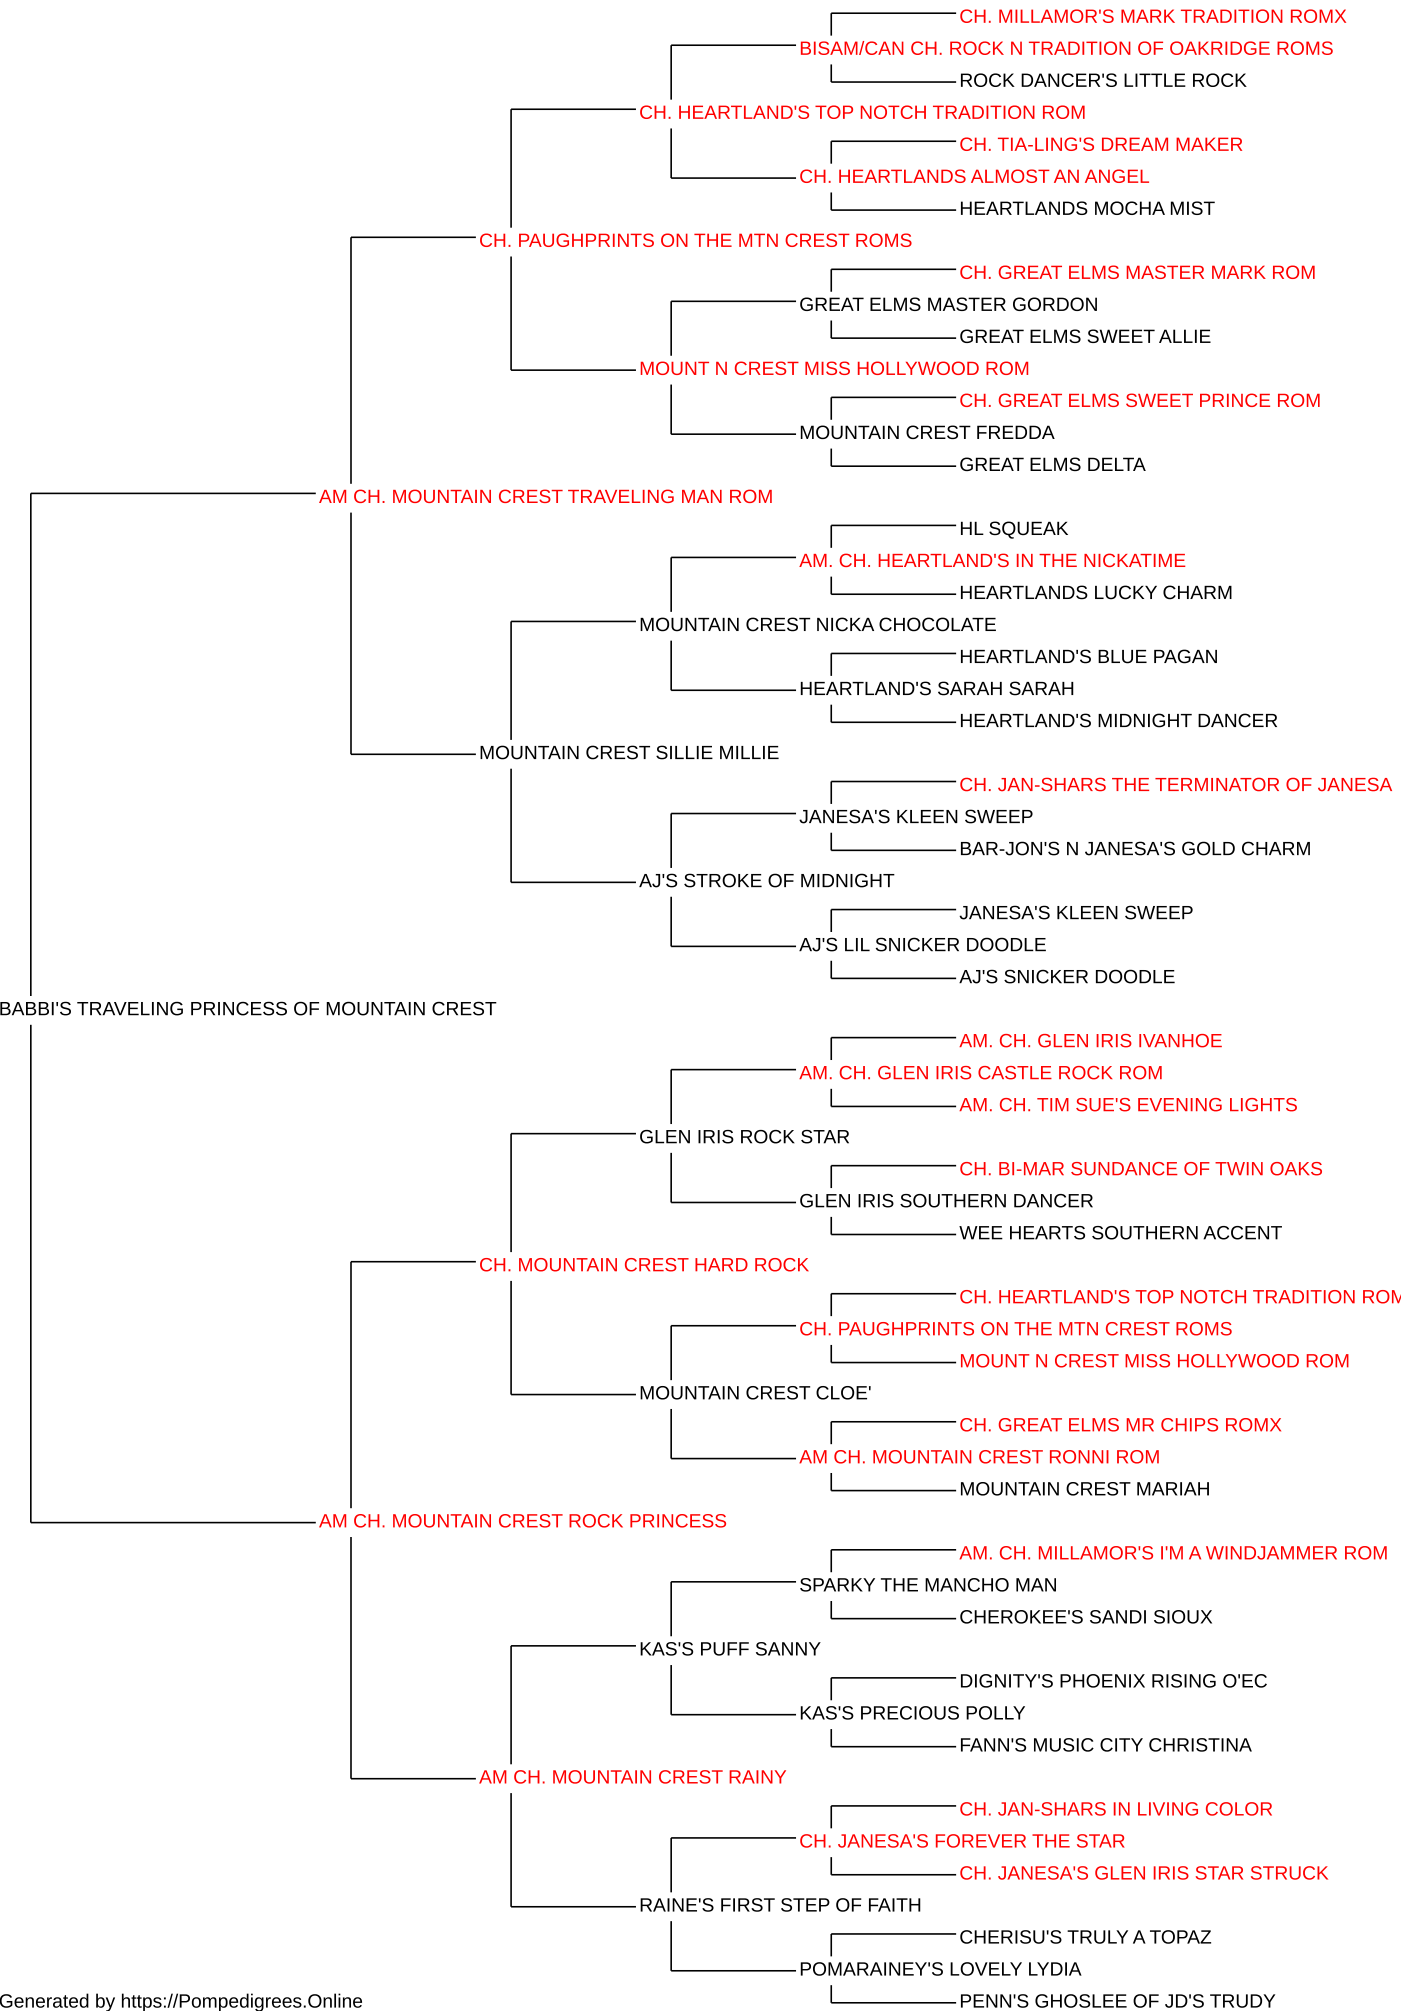 CH. MILLAMOR'S MARK TRADITION ROMX
BISAM/CAN CH. ROCK N TRADITION OF OAKRIDGE ROMS
ROCK DANCER'S LITTLE ROCK
CH. HEARTLAND'S TOP NOTCH TRADITION ROM
CH. TIA-LING'S DREAM MAKER
CH. HEARTLANDS ALMOST AN ANGEL
HEARTLANDS MOCHA MIST
CH. PAUGHPRINTS ON THE MTN CREST ROMS
CH. GREAT ELMS MASTER MARK ROM
GREAT ELMS MASTER GORDON
GREAT ELMS SWEET ALLIE
MOUNT N CREST MISS HOLLYWOOD ROM
CH. GREAT ELMS SWEET PRINCE ROM
MOUNTAIN CREST FREDDA
GREAT ELMS DELTA
AM CH. MOUNTAIN CREST TRAVELING MAN ROM
HL SQUEAK
AM. CH. HEARTLAND'S IN THE NICKATIME
HEARTLANDS LUCKY CHARM
MOUNTAIN CREST NICKA CHOCOLATE
HEARTLAND'S BLUE PAGAN
HEARTLAND'S SARAH SARAH
HEARTLAND'S MIDNIGHT DANCER
MOUNTAIN CREST SILLIE MILLIE
CH. JAN-SHARS THE TERMINATOR OF JANESA
JANESA'S KLEEN SWEEP
BAR-JON'S N JANESA'S GOLD CHARM
AJ'S STROKE OF MIDNIGHT
JANESA'S KLEEN SWEEP
AJ'S LIL SNICKER DOODLE
AJ'S SNICKER DOODLE
BABBI'S TRAVELING PRINCESS OF MOUNTAIN CREST
AM. CH. GLEN IRIS IVANHOE
AM. CH. GLEN IRIS CASTLE ROCK ROM
AM. CH. TIM SUE'S EVENING LIGHTS
GLEN IRIS ROCK STAR
CH. BI-MAR SUNDANCE OF TWIN OAKS
GLEN IRIS SOUTHERN DANCER
WEE HEARTS SOUTHERN ACCENT
CH. MOUNTAIN CREST HARD ROCK
CH. HEARTLAND'S TOP NOTCH TRADITION ROM
CH. PAUGHPRINTS ON THE MTN CREST ROMS
MOUNT N CREST MISS HOLLYWOOD ROM
MOUNTAIN CREST CLOE'
CH. GREAT ELMS MR CHIPS ROMX
AM CH. MOUNTAIN CREST RONNI ROM
MOUNTAIN CREST MARIAH
AM CH. MOUNTAIN CREST ROCK PRINCESS
AM. CH. MILLAMOR'S I'M A WINDJAMMER ROM
SPARKY THE MANCHO MAN
CHEROKEE'S SANDI SIOUX
KAS'S PUFF SANNY
DIGNITY'S PHOENIX RISING O'EC
KAS'S PRECIOUS POLLY
FANN'S MUSIC CITY CHRISTINA
AM CH. MOUNTAIN CREST RAINY
CH. JAN-SHARS IN LIVING COLOR
CH. JANESA'S FOREVER THE STAR
CH. JANESA'S GLEN IRIS STAR STRUCK
RAINE'S FIRST STEP OF FAITH
CHERISU'S TRULY A TOPAZ
POMARAINEY'S LOVELY LYDIA
PENN'S GHOSLEE OF JD'S TRUDY
Generated by https://Pompedigrees.Online